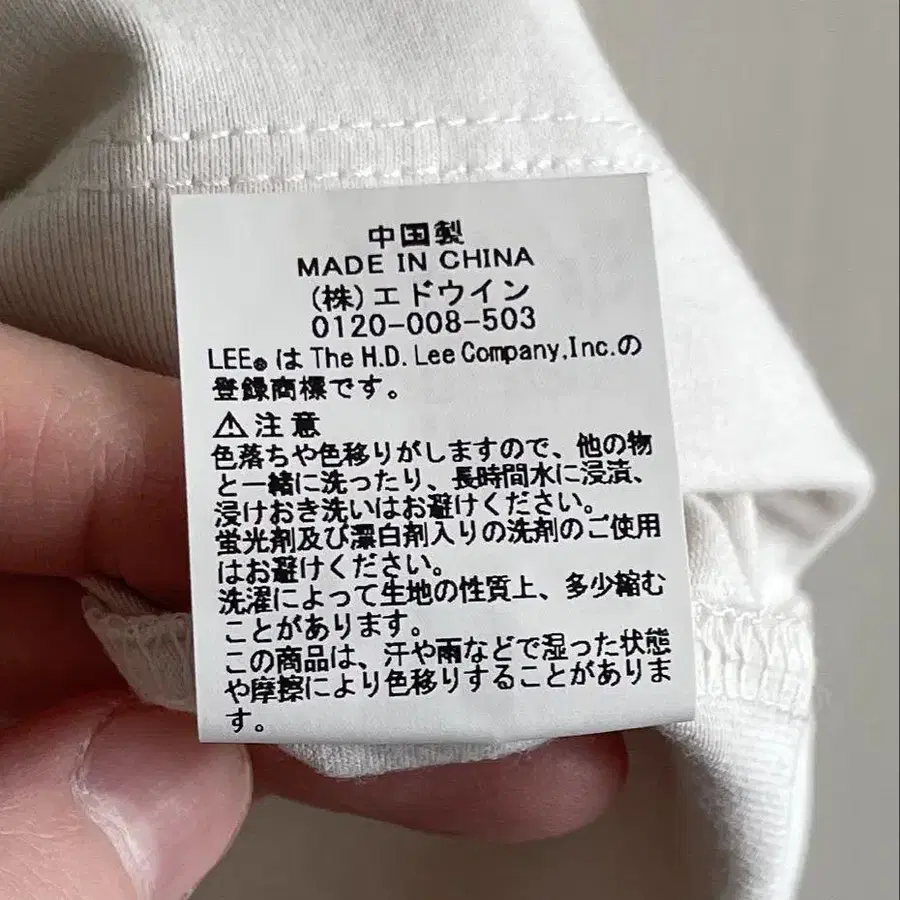 中国製
MADE IN CHINA
(株)エドウイン
0120-008-503
LEE® は The H.D. Lee Company,Inc.の
登録商標です。
⚠注意
色落ちや色移りがしますので、他の物
と一緒に洗ったり、長時間水に浸漬、
浸けおき洗いはお避けください。
蛍光剤及び漂白剤入りの洗剤のご使用
はお避けください。
洗濯によって生地の性質上、多少縮む
ことがあります。
この商品は、汗や雨などで湿った状態
や摩擦により色移りすることがありま
す。